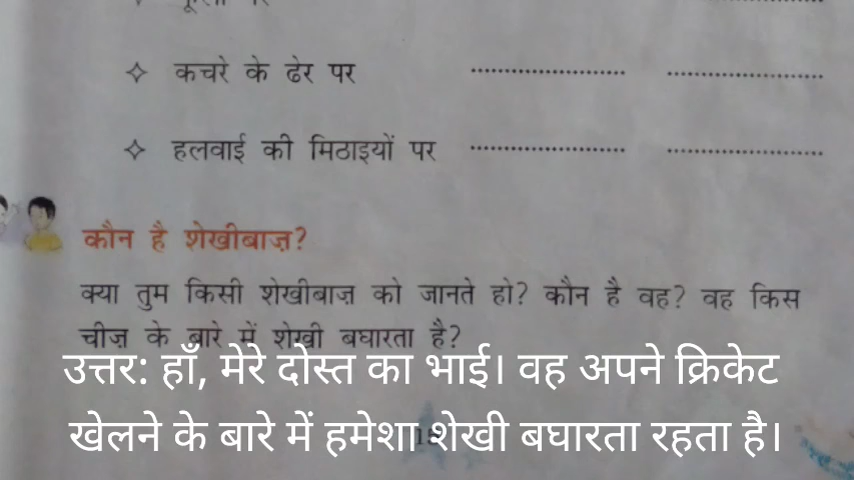 ✧ कचरे के ढेर पर ........................ ........................
✧ हलवाई की मिठाइयों पर ........................ ........................
कौन है शेखीबाज़?
क्या तुम किसी शेखीबाज़ को जानते हो? कौन है वह? वह किस
चीज़ के बारे में शेखी बघारता है?
उत्तर: हाँ, मेरे दोस्त का भाई। वह अपने क्रिकेट
खेलने के बारे में हमेशा शेखी बघारता रहता है।